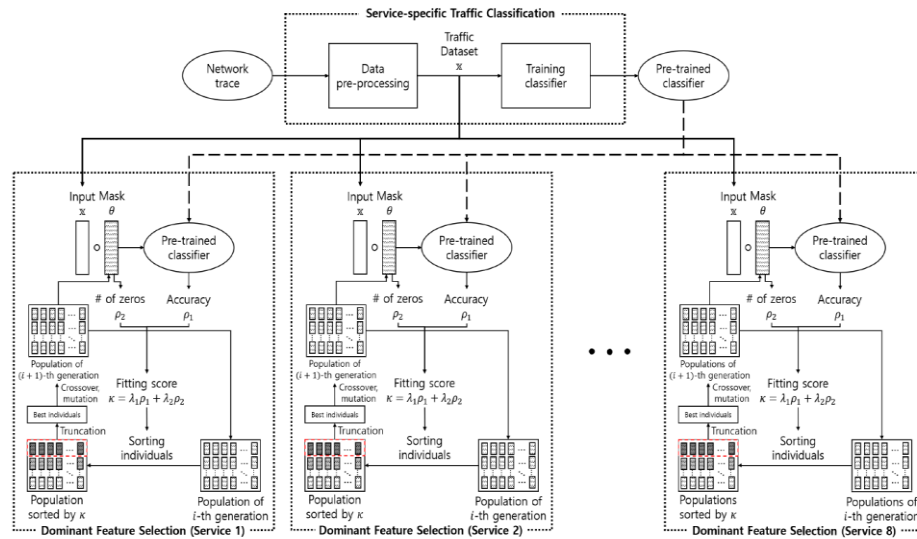 Service-specific Traffic Classification
Network
trace
Data
pre-processing
Traffic
Dataset
𝕩
Training
classifier
Pre-trained
classifier
Input Mask
𝕩 θ
Pre-trained
classifier
# of zeros Accuracy
ρ₂ ρ₁
Population of
(i + 1)-th generation
Crossover,
mutation
Fitting score
κ = λ₁ρ₁ + λ₂ρ₂
Best individuals
Truncation
Sorting
individuals
Population
sorted by κ
Population of
i-th generation
Dominant Feature Selection (Service 1)
Input Mask
𝕩 θ
Pre-trained
classifier
# of zeros Accuracy
ρ₂ ρ₁
Population of
(i + 1)-th generation
Crossover,
mutation
Fitting score
κ = λ₁ρ₁ + λ₂ρ₂
Best individuals
Truncation
Sorting
individuals
Population
sorted by κ
Population of
i-th generation
Dominant Feature Selection (Service 2)
• • •
Input Mask
𝕩 θ
Pre-trained
classifier
# of zeros Accuracy
ρ₂ ρ₁
Populations of
(i + 1)-th generation
Crossover,
mutation
Fitting score
κ = λ₁ρ₁ + λ₂ρ₂
Best individuals
Truncation
Sorting
individuals
Populations
sorted by κ
Populations of
i-th generation
Dominant Feature Selection (Service 8)